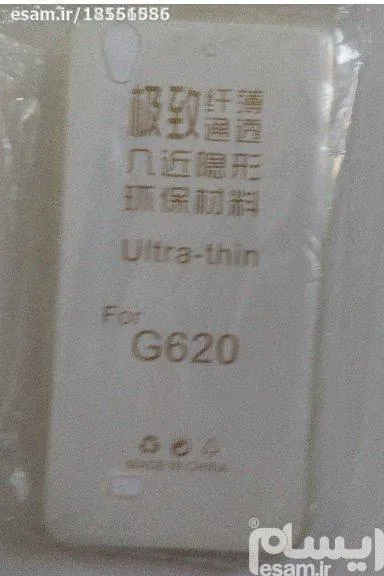 esam.ir/18551586
极致纤薄
通透
几近隐形
环保材料
Ultra-thin
For
G620
MADE IN CHINA
ایسام®
esam.ir